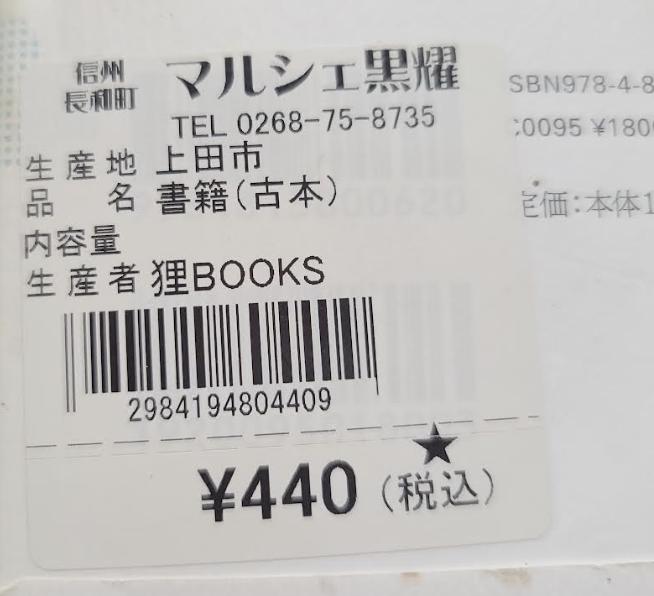 信州
長和町
マルシェ黒耀
TEL 0268-75-8735
生産地 上田市
品名 書籍(古本)
内容量
生産者 狸BOOKS
2984194804409
★
¥440(税込)
SBN978-4-8
0095 ¥180
定価:本体1